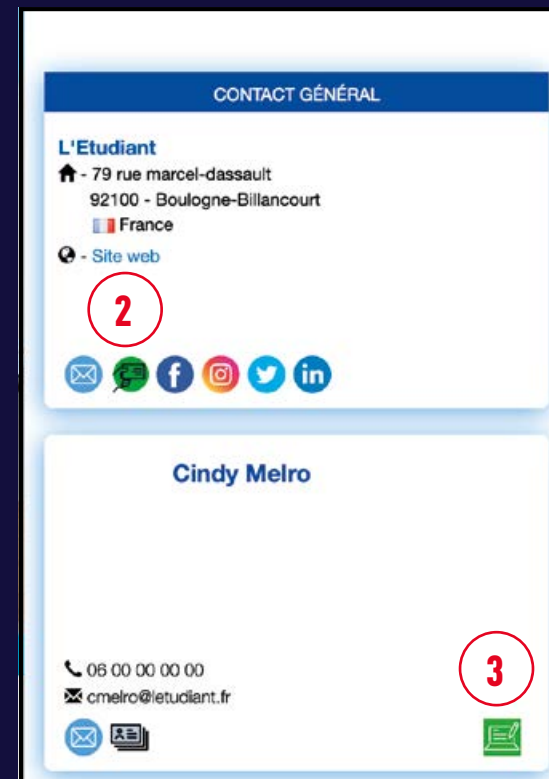 CONTACT GÉNÉRAL
L'Etudiant
- 79 rue marcel-dassault
92100 - Boulogne-Billancourt
France
- Site web
2
Cindy Melro
06 00 00 00 00
cmelro@letudiant.fr
3